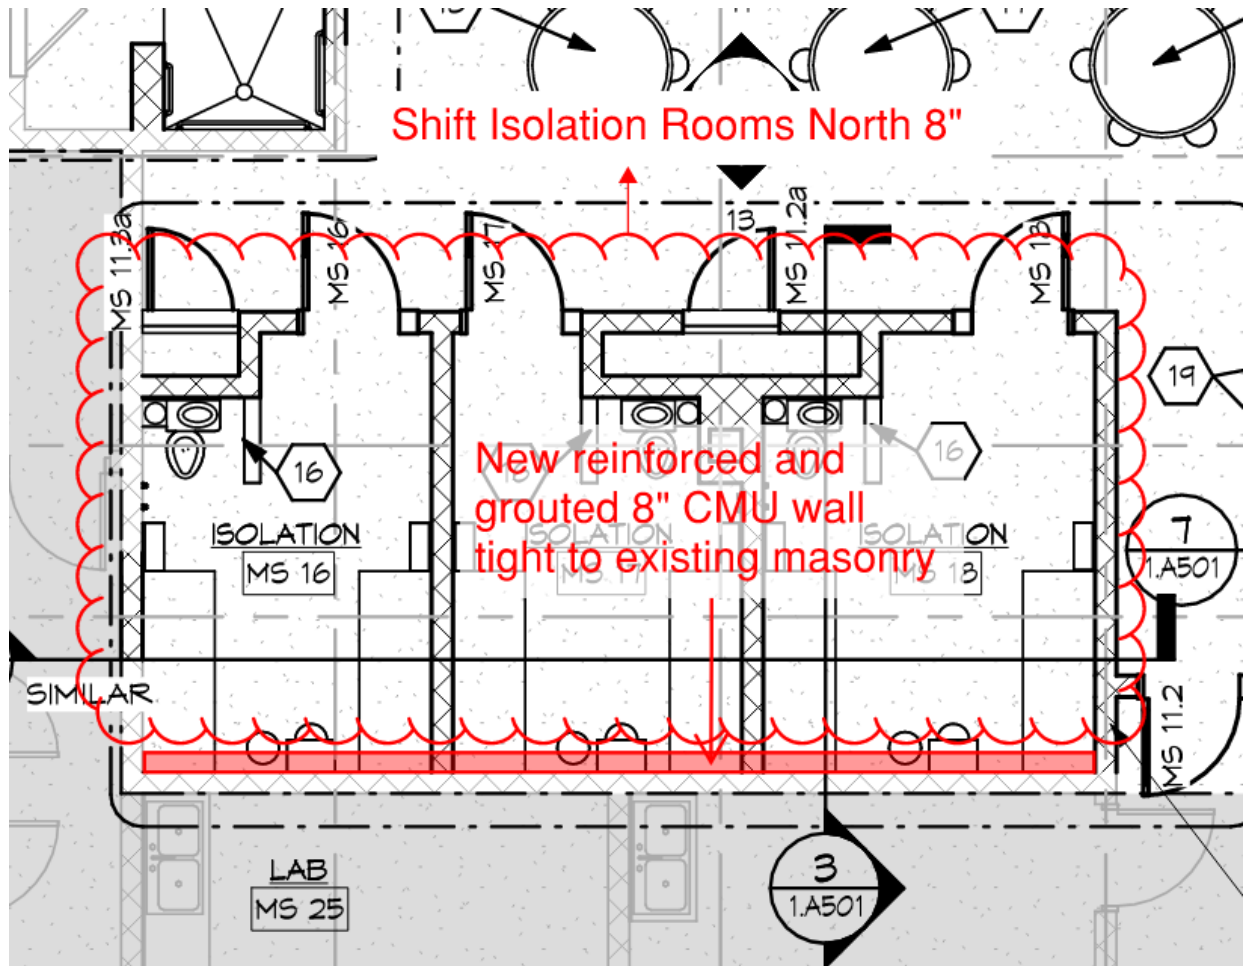 Shift Isolation Rooms North 8"
MS 11.3a
MS 16
MS 17
13
MS 11.2a
MS 18
19
16
16
New reinforced and
grouted 8" CMU wall
tight to existing masonry
ISOLATION
MS 16
ISOLATION
MS 17
ISOLATION
MS 18
7
1.A501
SIMILAR
MS 11.2
LAB
MS 25
3
1.A501